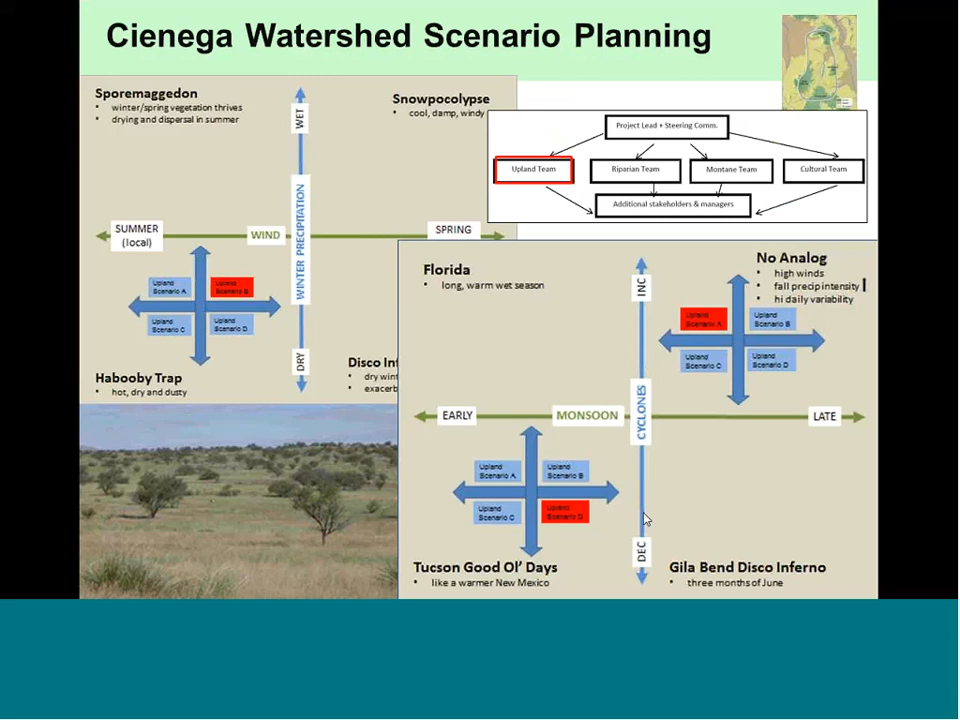 Cienega Watershed Scenario Planning
Sporemaggedon
• winter/spring vegetation thrives
• drying and dispersal in summer
WET
Snowpocolypse
• cool, damp, windy
WINTER PRECIPITATION
SUMMER
(local)
WIND
SPRING
Upland
Scenario A
Upland
Scenario B
Upland
Scenario C
Upland
Scenario D
DRY
Habooby Trap
• hot, dry and dusty
Disco Inf
• dry wint
• exacerb
Project Lead + Steering Comm.
Upland Team
Riparian Team
Montane Team
Cultural Team
Additional stakeholders & managers
Florida
• long, warm wet season
INC
No Analog
• high winds
• fall precip intensity
• hi daily variability
Upland
Scenario A
Upland
Scenario B
Upland
Scenario C
Upland
Scenario D
EARLY
MONSOON
CYCLONES
LATE
Upland
Scenario A
Upland
Scenario B
Upland
Scenario C
Upland
Scenario D
DEC
Tucson Good Ol' Days
• like a warmer New Mexico
Gila Bend Disco Inferno
• three months of June